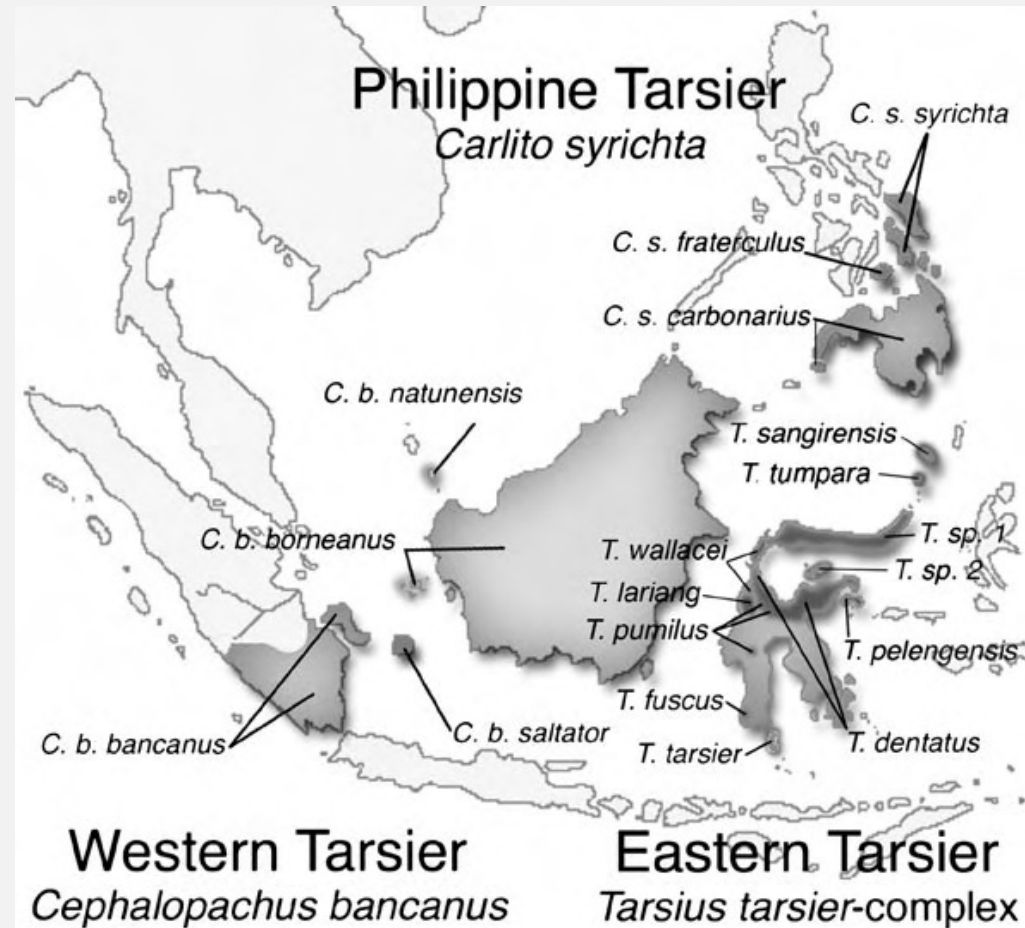 Philippine Tarsier
Carlito syrichta
C. s. syrichta
C. s. fraterculus
C. s. carbonarius
C. b. natunensis
T. sangirensis
T. tumpara
C. b. borneanus
T. wallacei
T. sp. 1
T. sp. 2
T. lariang
T. pumilus
T. pelengensis
T. fuscus
C. b. saltator
C. b. bancanus
T. tarsier
T. dentatus
Western Tarsier
Cephalopachus bancanus
Eastern Tarsier
Tarsius tarsier-complex